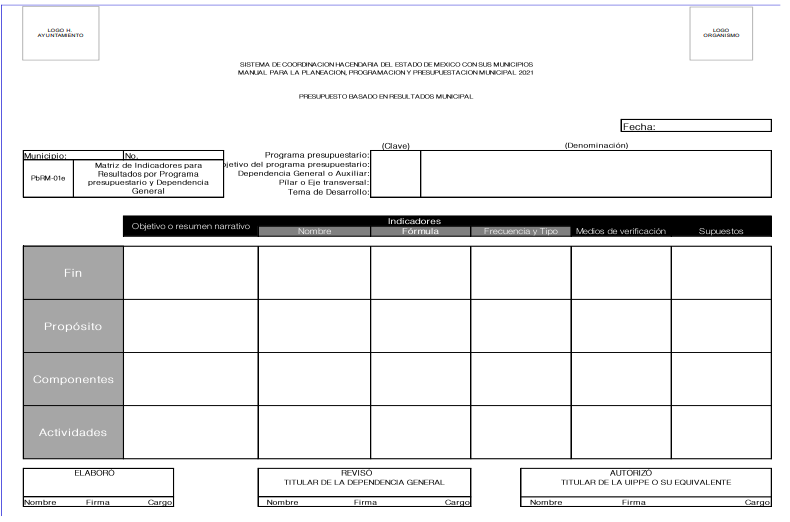 LOGO H.
AYUNTAMIENTO
LOGO
ORGANISMO
SISTEMA DE COORDINACION HACENDARIA DEL ESTADO DE MEXICO CON SUS MUNICIPIOS
MANUAL PARA LA PLANEACION, PROGRAMACION Y PRESUPUESTACION MUNICIPAL 2021
PRESUPUESTO BASADO EN RESULTADOS MUNICIPAL
Fecha:
(Clave) (Denominación)
Municipio: No.
PbRM-01e
Matriz de Indicadores para
Resultados por Programa
presupuestario y Dependencia
General
Programa presupuestario:
jetivo del programa presupuestario:
Dependencia General o Auxiliar:
Pilar o Eje transversal:
Tema de Desarrollo:
Objetivo o resumen narrativo
Indicadores
Nombre Fórmula Frecuencia y Tipo
Medios de verificación
Supuestos
Fin
Propósito
Componentes
Actividades
ELABORÓ
Nombre Firma Cargo
REVISÓ
TITULAR DE LA DEPENDENCIA GENERAL
Nombre Firma Cargo
AUTORIZÓ
TITULAR DE LA UIPPE O SU EQUIVALENTE
Nombre Firma Cargo